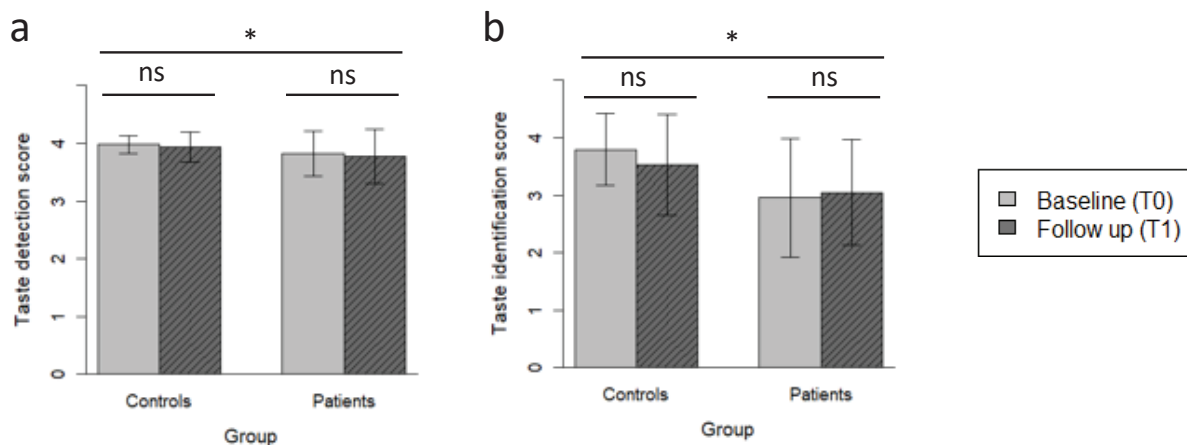 a
*
ns
ns
Taste detection score
5
4
3
2
1
0
Controls
Patients
Group
b
*
ns
ns
Taste identification score
4
3
2
1
0
Controls
Patients
Group
Baseline (T0)
Follow up (T1)